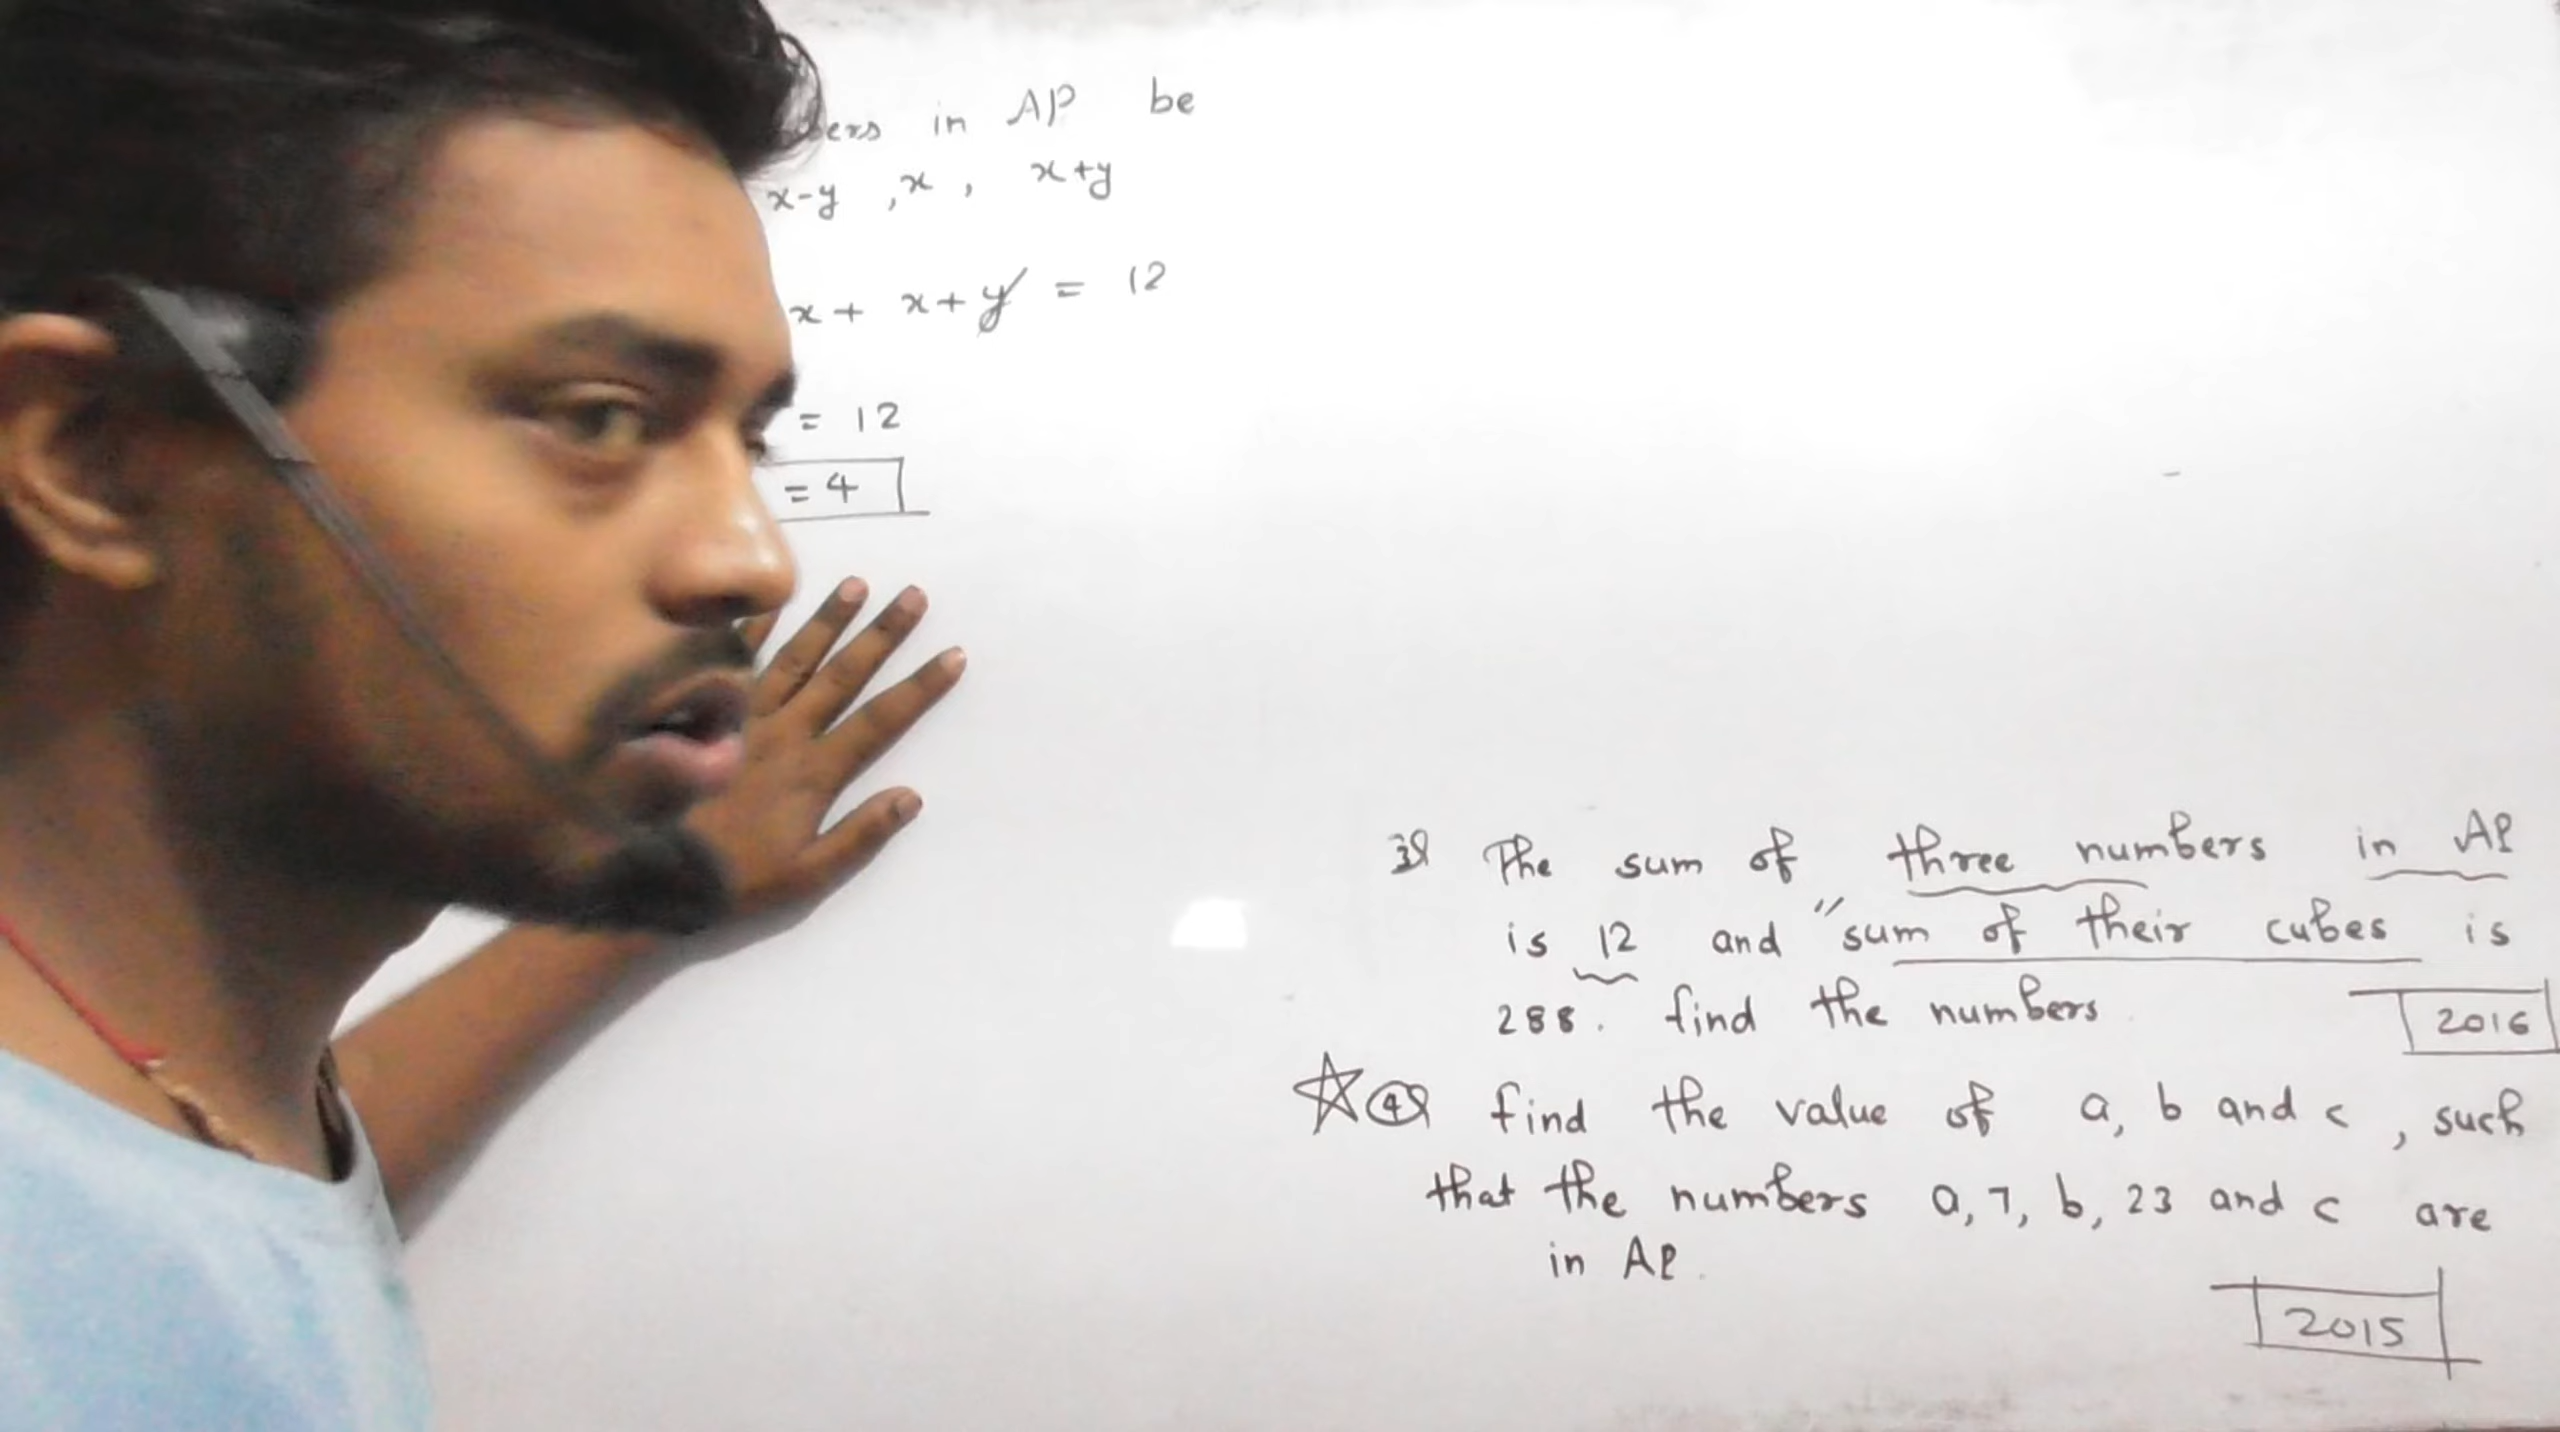 in AP be
x-y , x , x+y
x + x+y = 12
= 12
= 4
3) The sum of three numbers in AP
is 12 and "sum of their cubes is
288. find the numbers
2016
4) find the value of a, b and c, such
that the numbers a, 7, b, 23 and c are
in AP.
2015